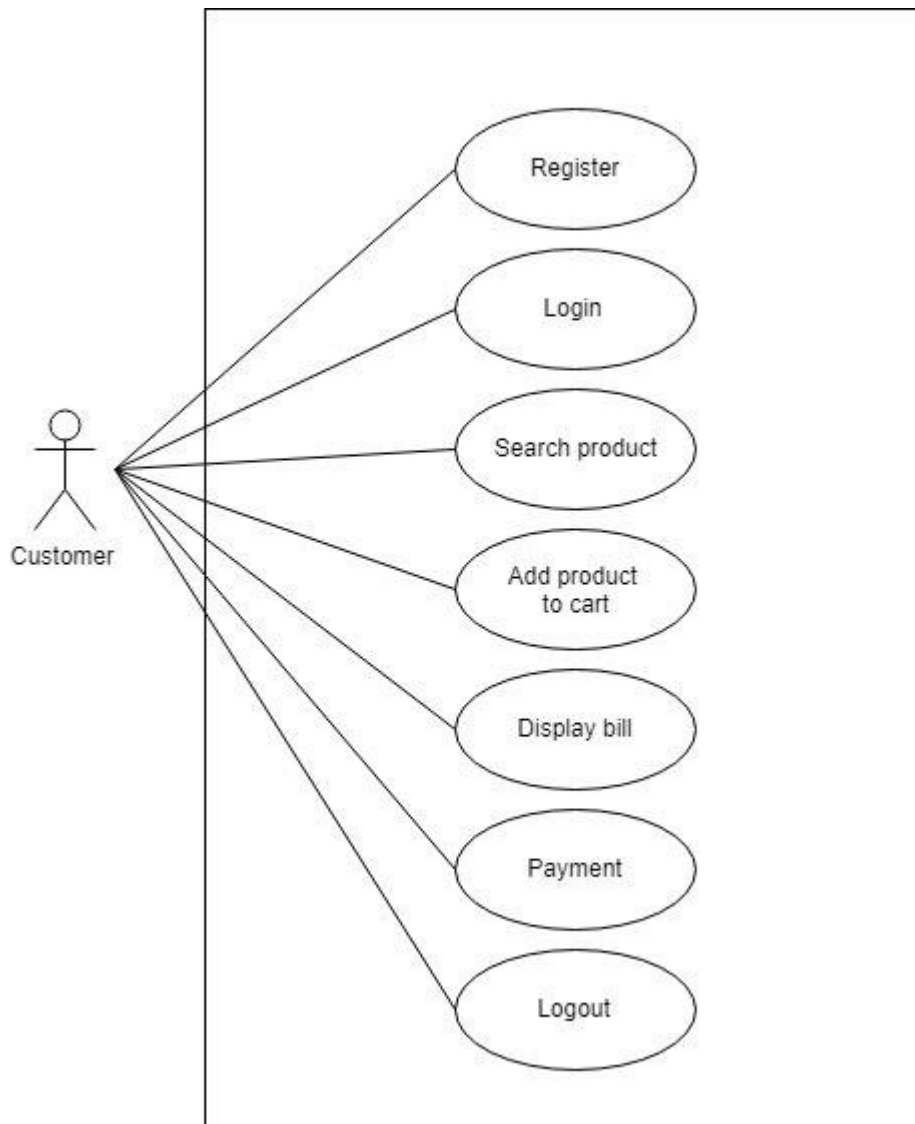 Register
Login
Search product
Customer
Add product
to cart
Display bill
Payment
Logout